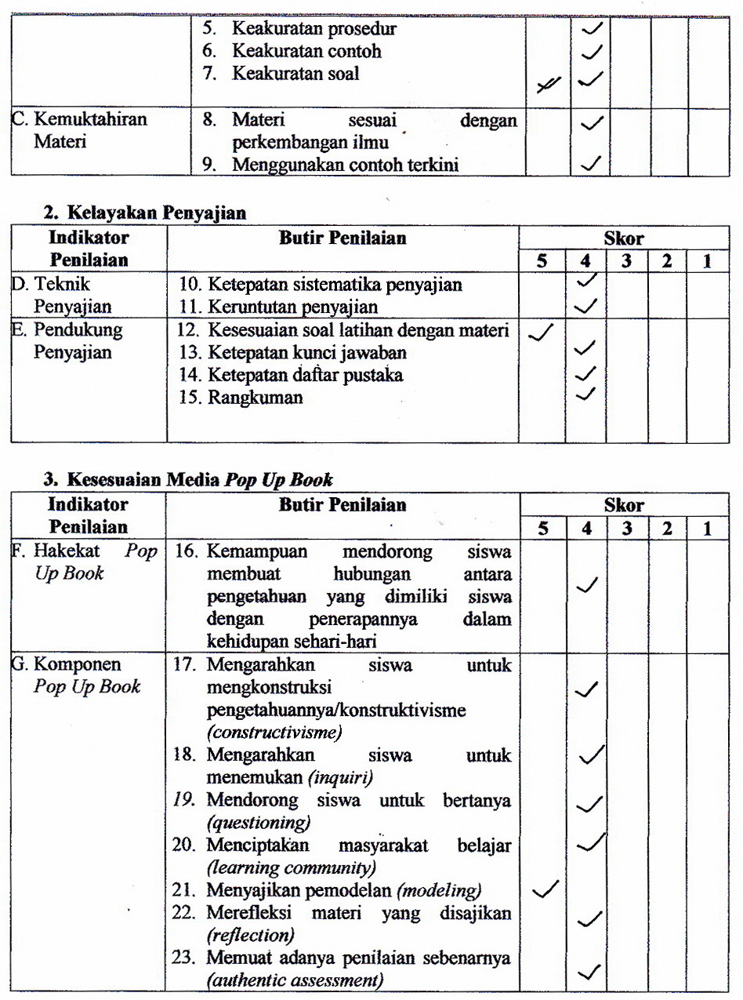 5. Keakuratan prosedur ✓
6. Keakuratan contoh ✓
7. Keakuratan soal ✓
C. Kemuktahiran Materi
8. Materi sesuai dengan
perkembangan ilmu ✓
9. Menggunakan contoh terkini ✓
2. Kelayakan Penyajian
Indikator Penilaian
Butir Penilaian
Skor
5 4 3 2 1
D. Teknik Penyajian
10. Ketepatan sistematika penyajian ✓
11. Keruntutan penyajian ✓
E. Pendukung Penyajian
12. Kesesuaian soal latihan dengan materi ✓
13. Ketepatan kunci jawaban ✓
14. Ketepatan daftar pustaka ✓
15. Rangkuman ✓
3. Kesesuaian Media Pop Up Book
Indikator Penilaian
Butir Penilaian
Skor
5 4 3 2 1
F. Hakekat Pop
Up Book
16. Kemampuan mendorong siswa
membuat hubungan antara
pengetahuan yang dimiliki siswa ✓
dengan penerapannya dalam
kehidupan sehari-hari
G. Komponen
Pop Up Book
17. Mengarahkan siswa untuk
mengkonstruksi ✓
pengetahuannya/konstruktivisme
(constructivisme)
18. Mengarahkan siswa untuk ✓
menemukan (inquiri)
19. Mendorong siswa untuk bertanya ✓
(questioning)
20. Menciptakan masyarakat belajar ✓
(learning community)
21. Menyajikan pemodelan (modeling) ✓
22. Merefleksi materi yang disajikan ✓
(reflection)
23. Memuat adanya penilaian sebenarnya
(authentic assessment) ✓